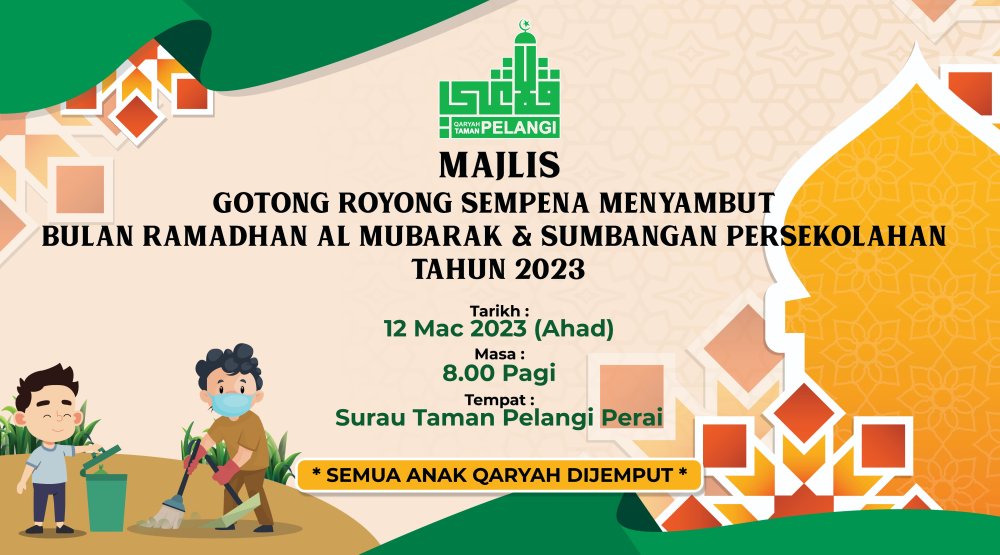 QARYAH
TAMAN PELANGI
MAJLIS
GOTONG ROYONG SEMPENA MENYAMBUT
BULAN RAMADHAN AL MUBARAK & SUMBANGAN PERSEKOLAHAN
TAHUN 2023
Tarikh :
12 Mac 2023 (Ahad)
Masa :
8.00 Pagi
Tempat :
Surau Taman Pelangi Perai
* SEMUA ANAK QARYAH DIJEMPUT *